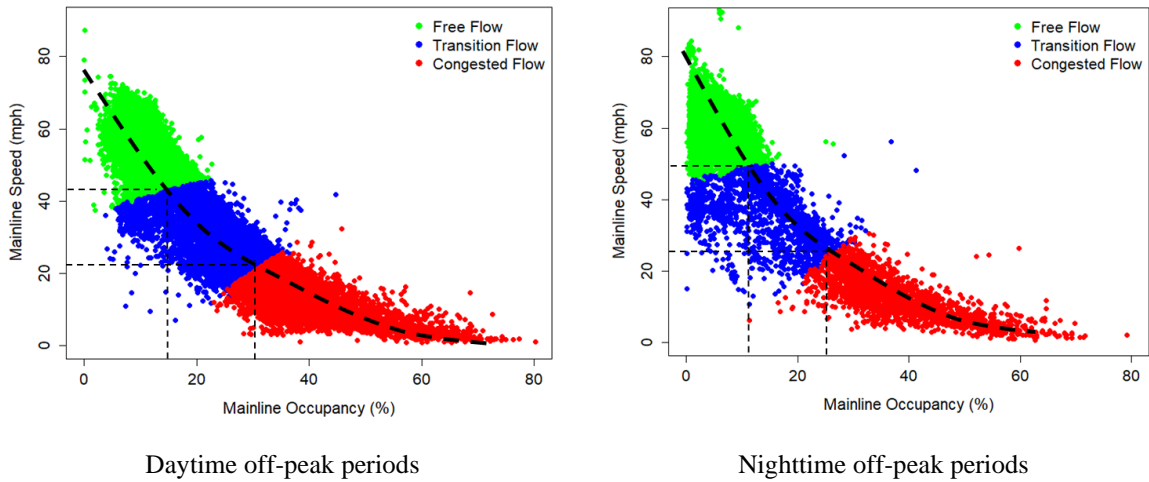 Free Flow
Transition Flow
Congested Flow
80
60
40
20
0
Mainline Speed (mph)
0 20 40 60 80
Mainline Occupancy (%)
Daytime off-peak periods
Free Flow
Transition Flow
Congested Flow
80
60
40
20
0
Mainline Speed (mph)
0 20 40 60 80
Mainline Occupancy (%)
Nighttime off-peak periods